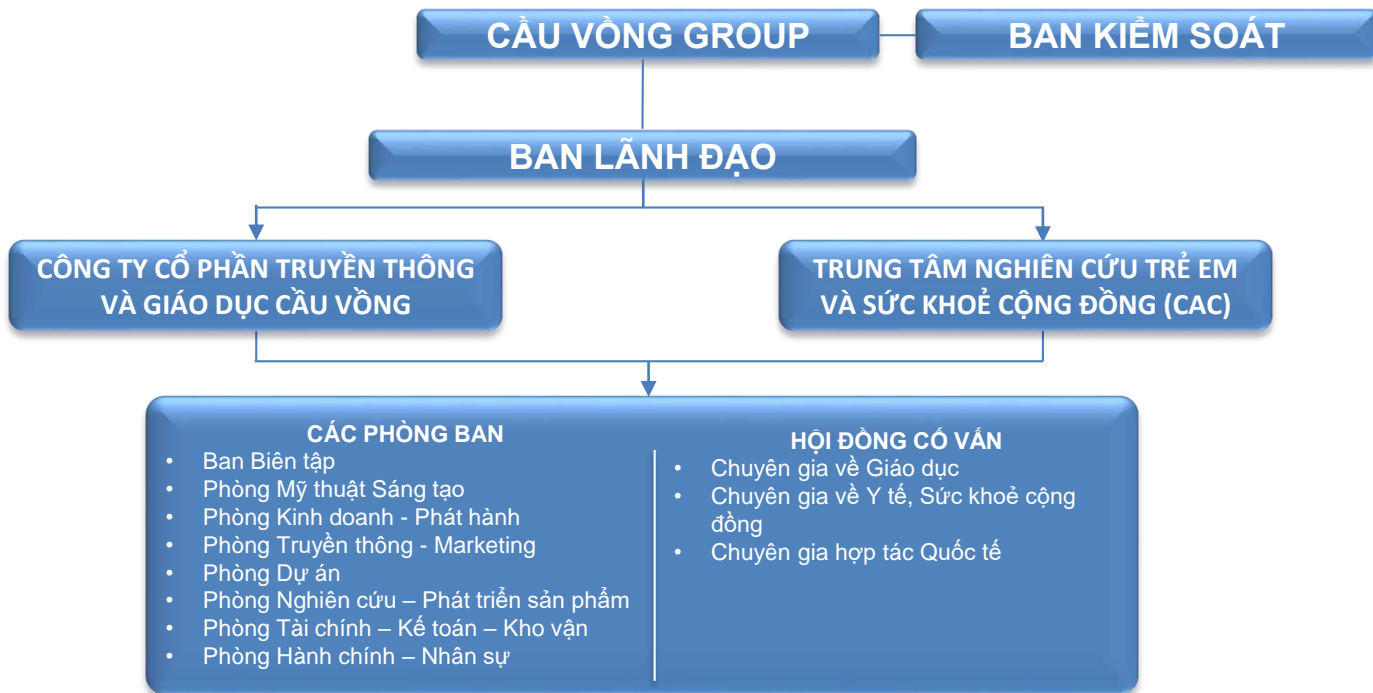 CẦU VỒNG GROUP
BAN KIỂM SOÁT
BAN LÃNH ĐẠO
CÔNG TY CỔ PHẦN TRUYỀN THÔNG
VÀ GIÁO DỤC CẦU VỒNG
TRUNG TÂM NGHIÊN CỨU TRẺ EM
VÀ SỨC KHOẺ CỘNG ĐỒNG (CAC)
CÁC PHÒNG BAN
• Ban Biên tập
• Phòng Mỹ thuật Sáng tạo
• Phòng Kinh doanh - Phát hành
• Phòng Truyền thông - Marketing
• Phòng Dự án
• Phòng Nghiên cứu – Phát triển sản phẩm
• Phòng Tài chính – Kế toán – Kho vận
• Phòng Hành chính – Nhân sự
HỘI ĐỒNG CỐ VẤN
• Chuyên gia về Giáo dục
• Chuyên gia về Y tế, Sức khoẻ cộng
đồng
• Chuyên gia hợp tác Quốc tế